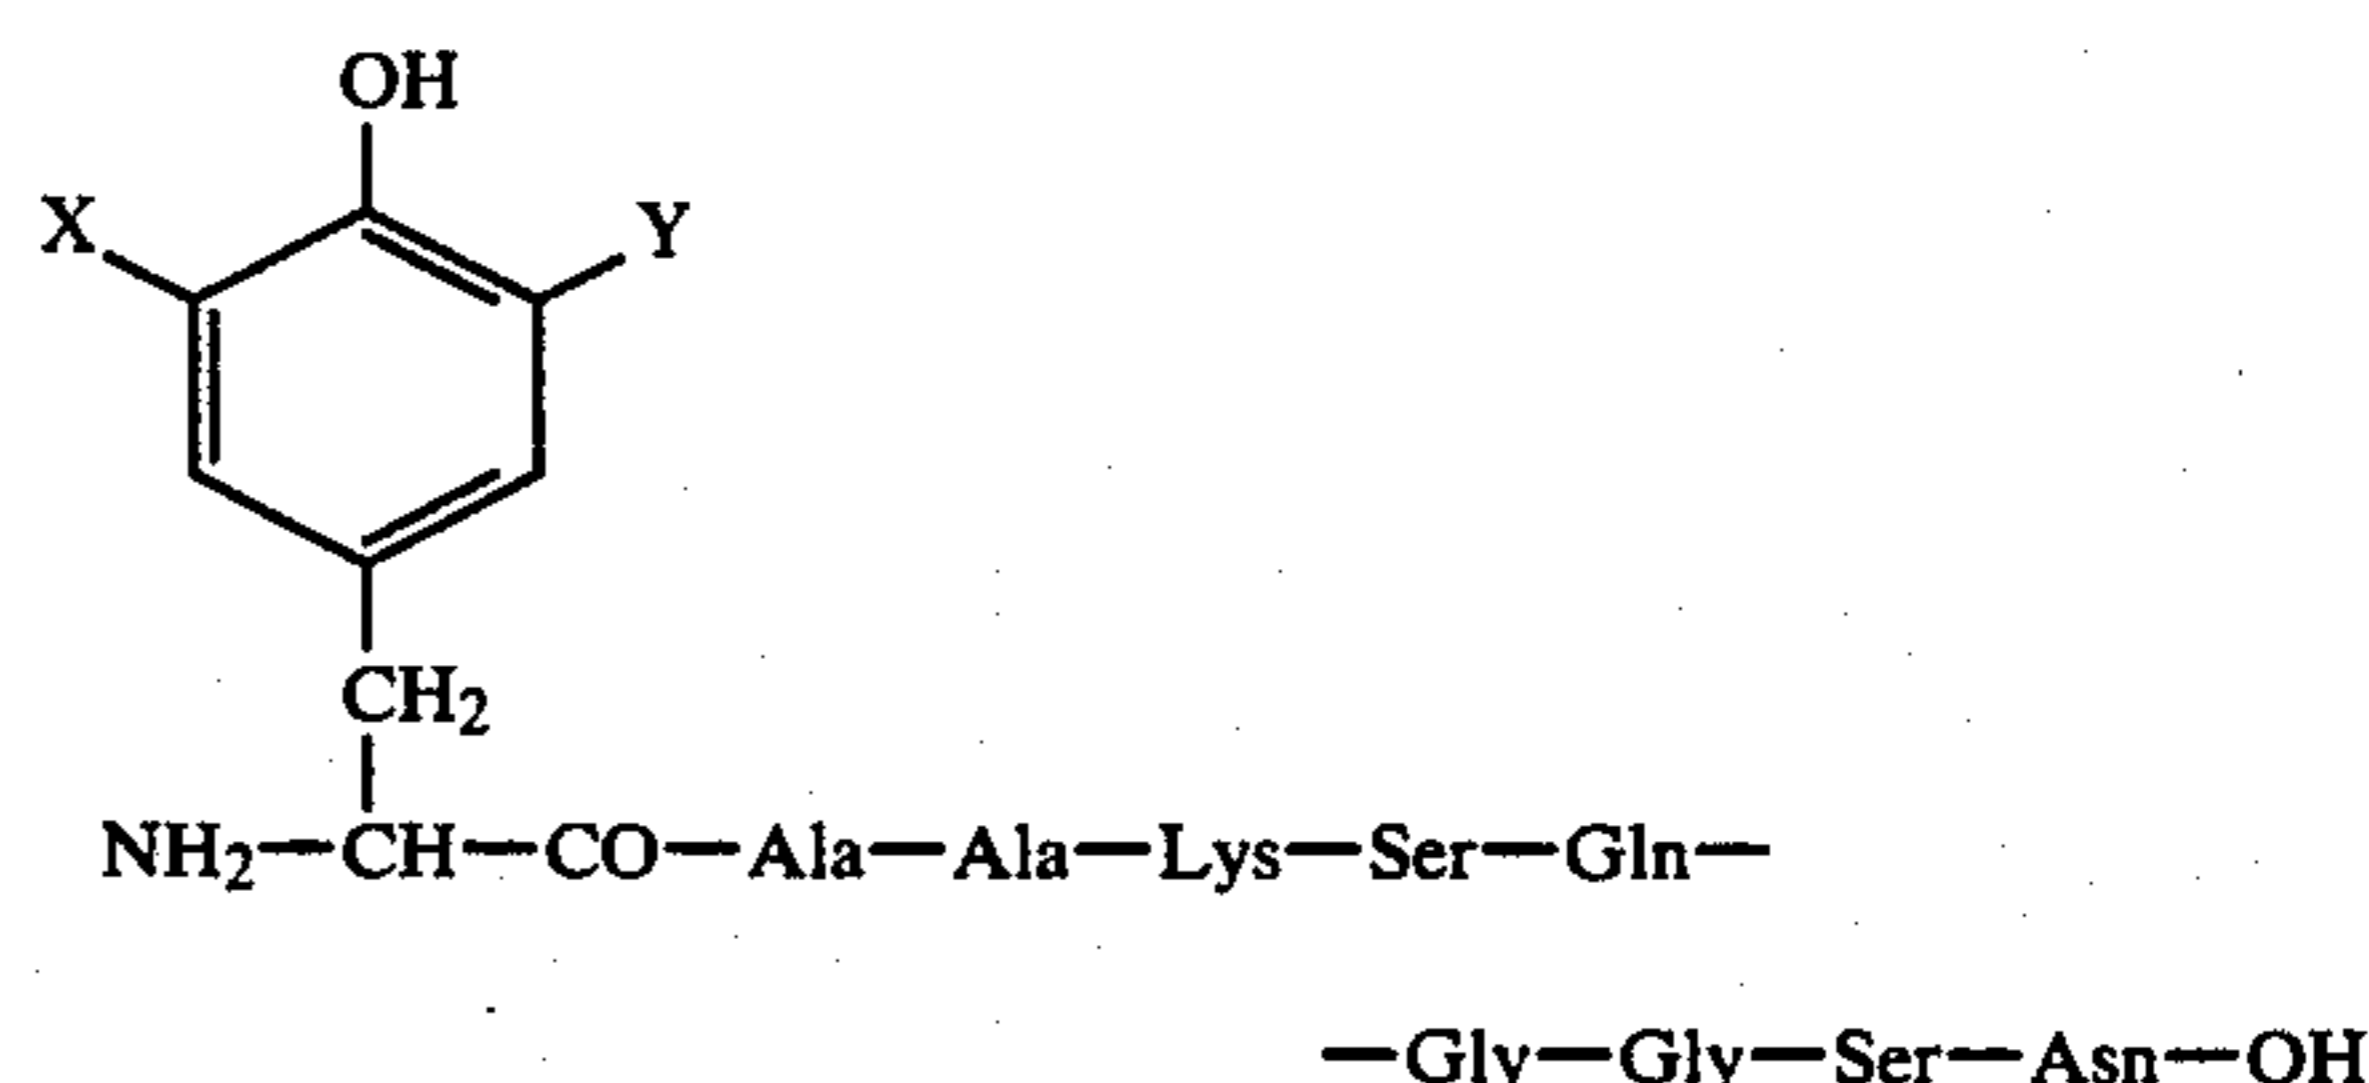 OH
X
Y
CH2
NH2—CH—CO—Ala—Ala—Lys—Ser—Gln—
—Gly—Gly—Ser—Asn—OH